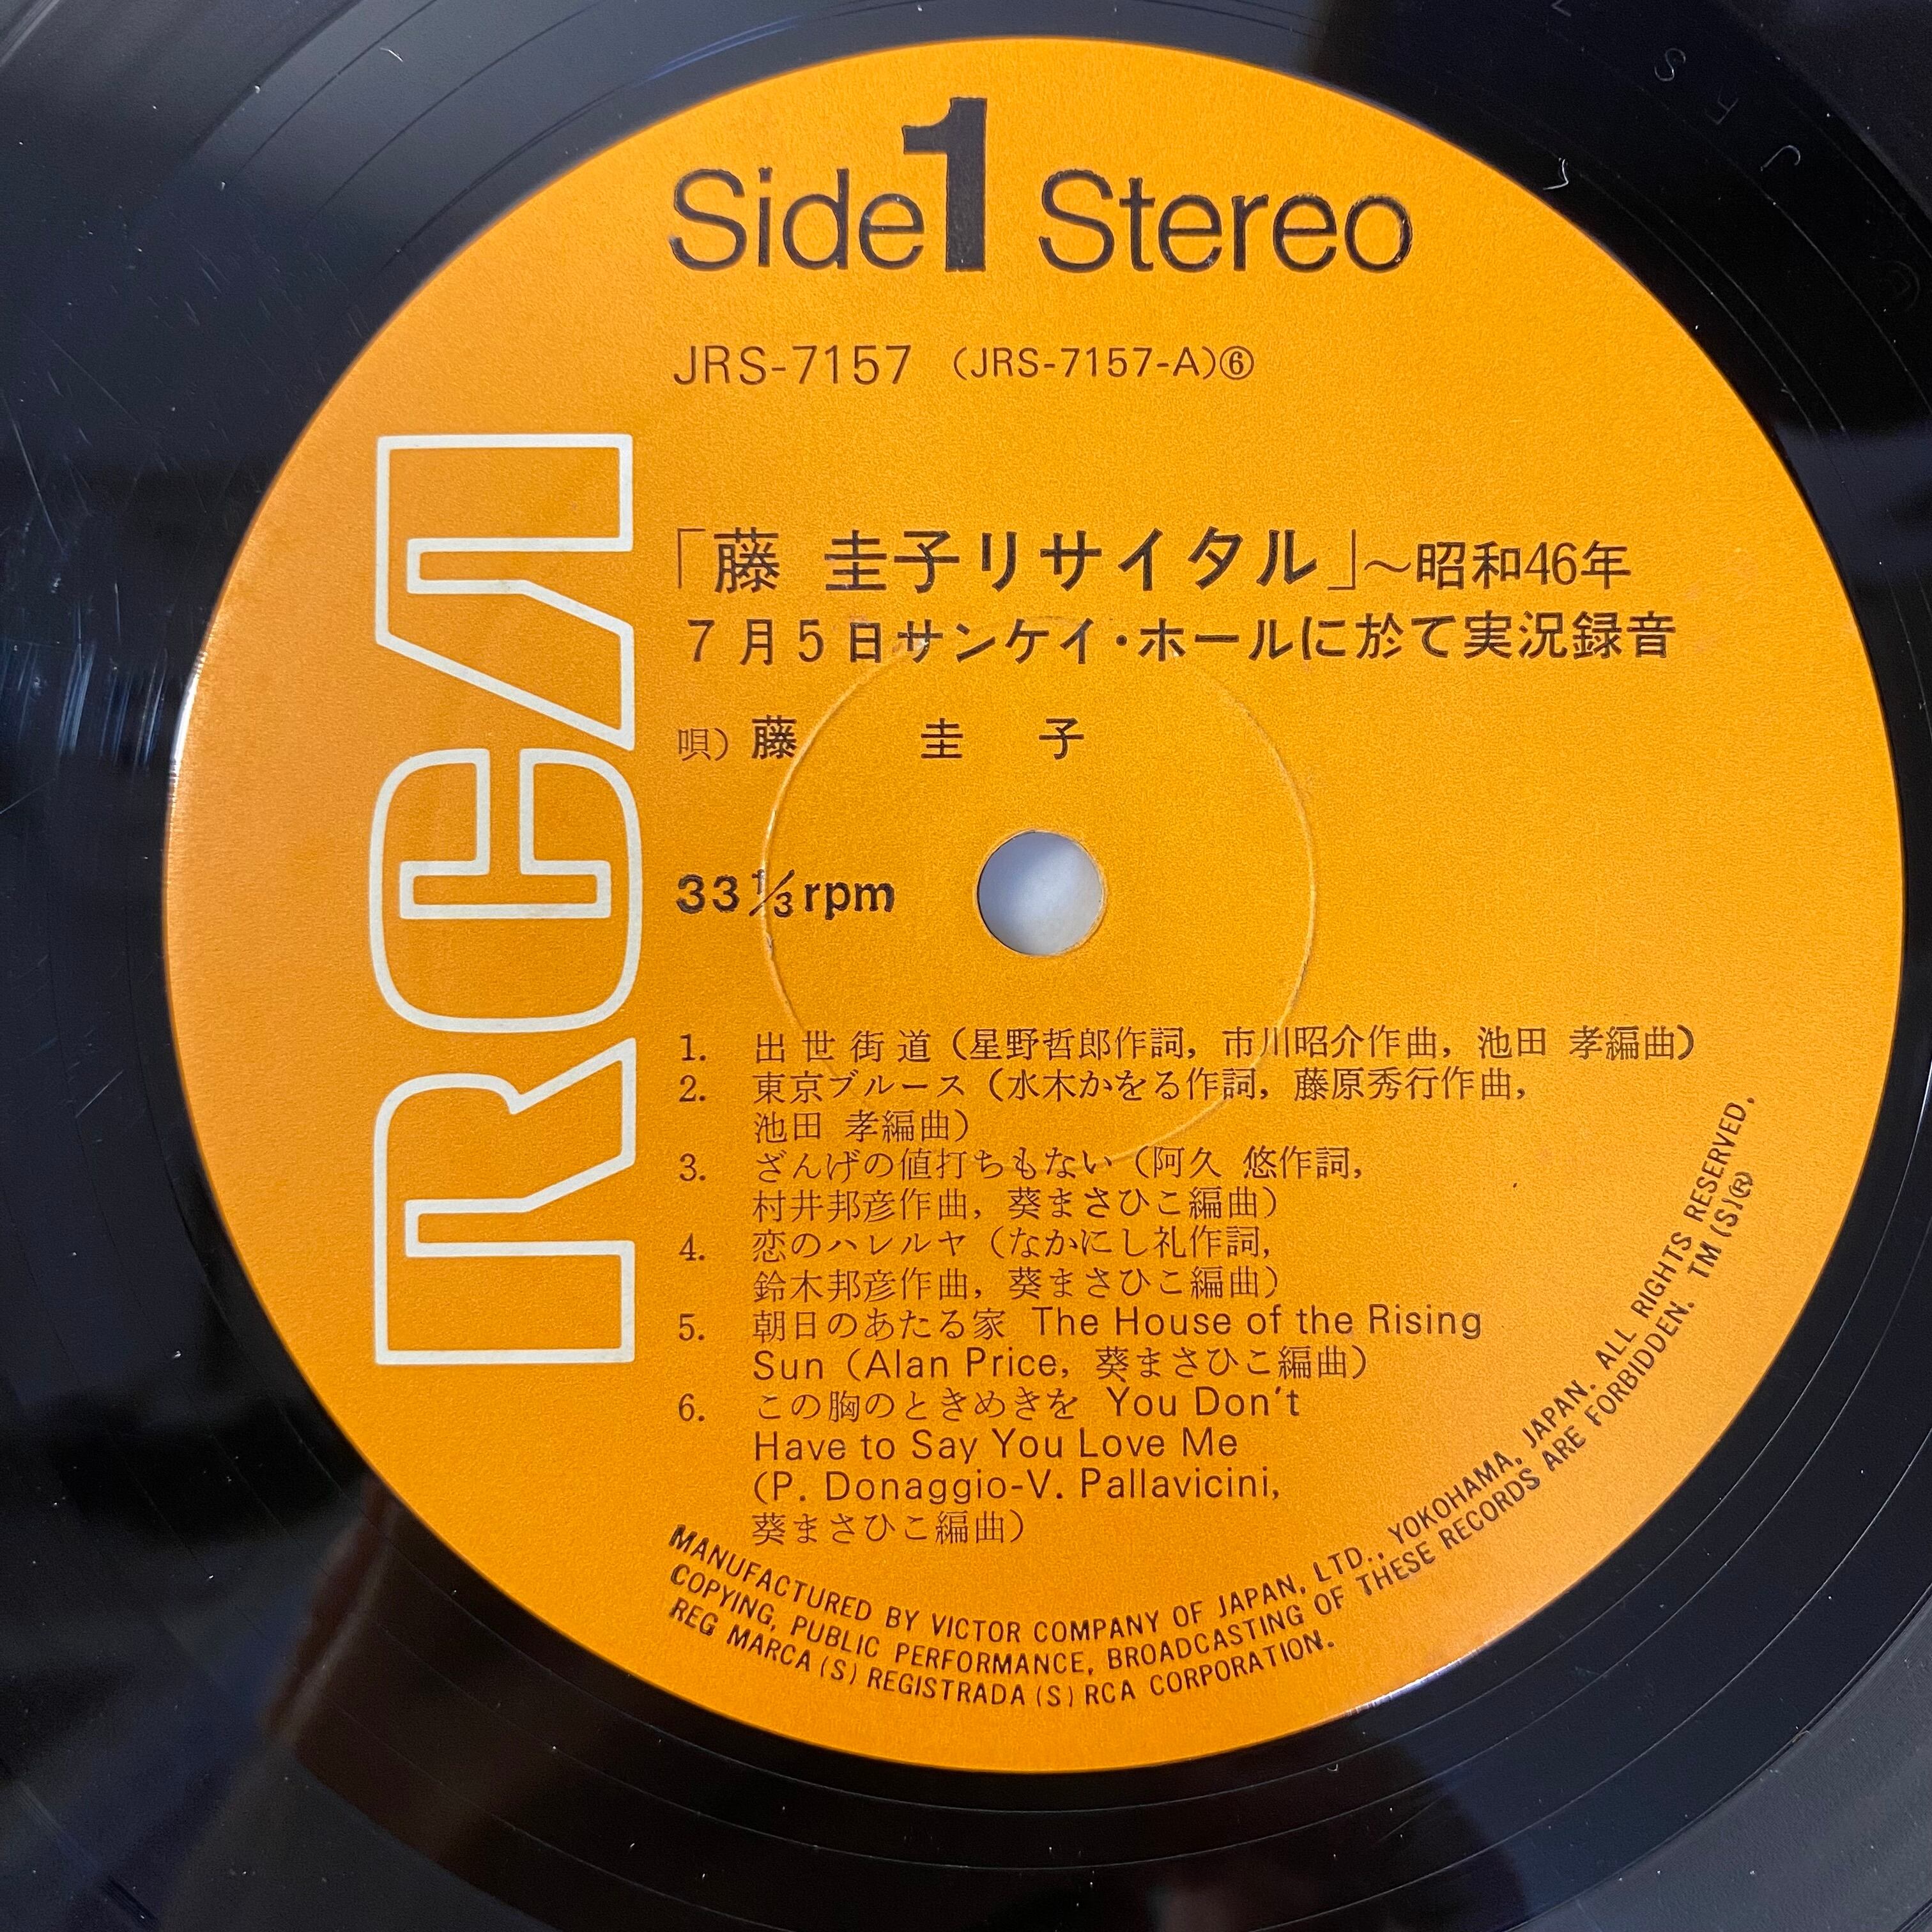 Side 1 Stereo
JRS-7157 (JRS-7157-A)⑥
RCA
「藤 圭子リサイタル」～昭和46年
7月5日サンケイ・ホールに於て実況録音
唄）藤 圭 子
33⅓rpm
1. 出世街道（星野哲郎作詞，市川昭介作曲，池田 孝編曲）
2. 東京ブルース（水木かをる作詞，藤原秀行作曲，
池田 孝編曲）
3. ざんげの値打ちもない（阿久 悠作詞，
村井邦彦作曲，葵まさひこ編曲）
4. 恋のハレルヤ（なかにし礼作詞，
鈴木邦彦作曲，葵まさひこ編曲）
5. 朝日のあたる家 The House of the Rising
Sun（Alan Price，葵まさひこ編曲）
6. この胸のときめきを You Don't
Have to Say You Love Me
（P. Donaggio-V. Pallavicini，
葵まさひこ編曲）
MANUFACTURED BY VICTOR COMPANY OF JAPAN, LTD., YOKOHAMA, JAPAN. ALL RIGHTS RESERVED,
COPYING, PUBLIC PERFORMANCE, BROADCASTING OF THESE RECORDS ARE FORBIDDEN. TM(S)®
REG MARCA(S) REGISTRADA(S) RCA CORPORATION.